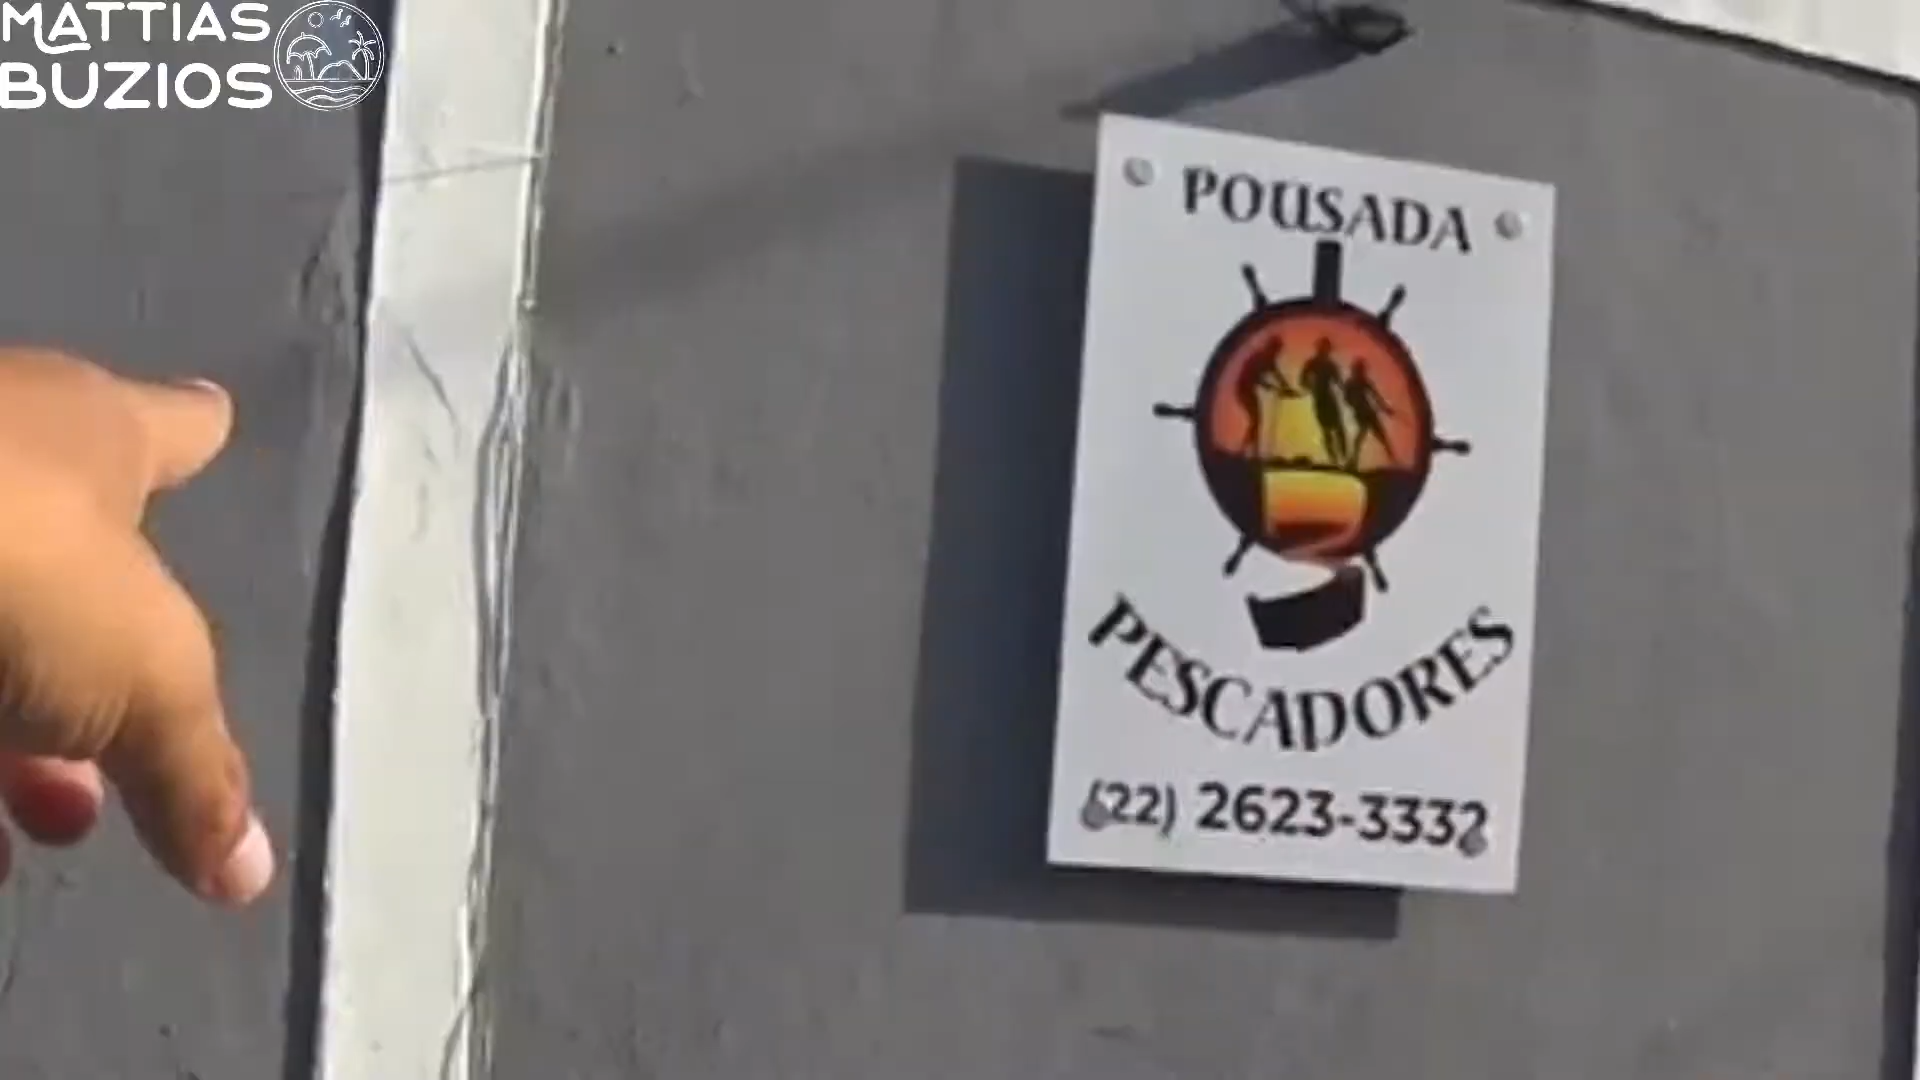 MATTIAS
BUZIOS
POUSADA
PESCADORES
(22) 2623-3332